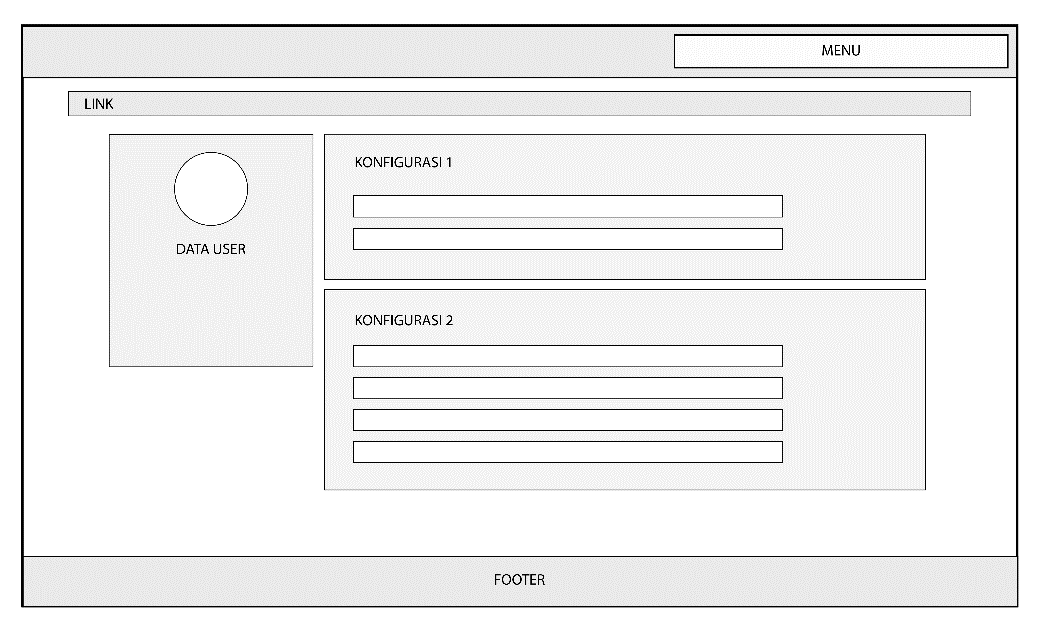 MENU
LINK
DATA USER
KONFIGURASI 1
KONFIGURASI 2
FOOTER